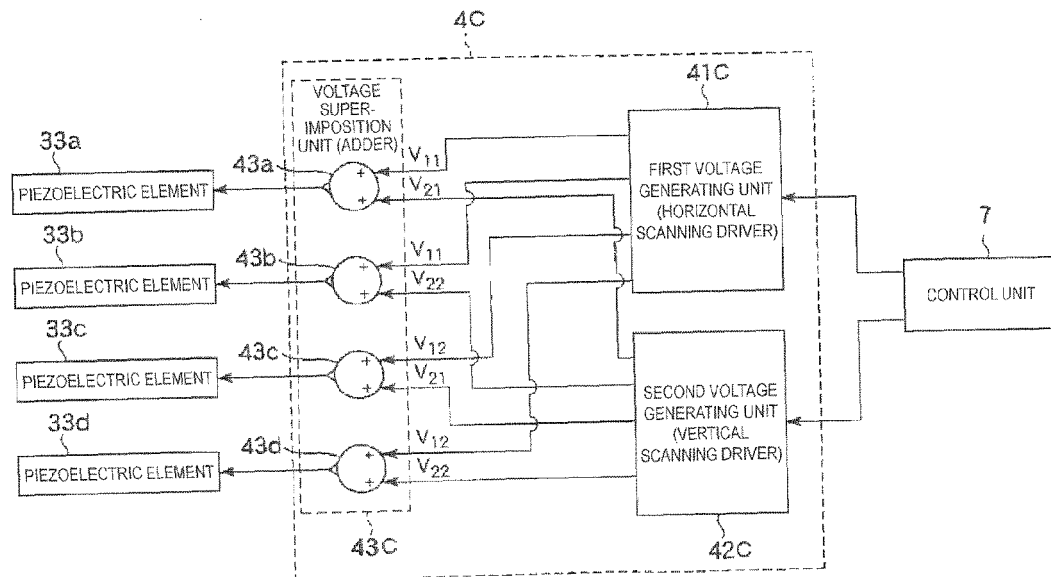 4C
VOLTAGE
SUPER-
IMPOSITION
UNIT (ADDER)
41C
FIRST VOLTAGE
GENERATING UNIT
(HORIZONTAL
SCANNING DRIVER)
33a
PIEZOELECTRIC ELEMENT
43a
+
+
V11
V21
7
CONTROL UNIT
33b
PIEZOELECTRIC ELEMENT
43b
+
+
V11
V22
33c
PIEZOELECTRIC ELEMENT
43c
+
+
V12
V21
SECOND VOLTAGE
GENERATING UNIT
(VERTICAL
SCANNING DRIVER)
33d
PIEZOELECTRIC ELEMENT
43d
+
+
V12
V22
43C
42C